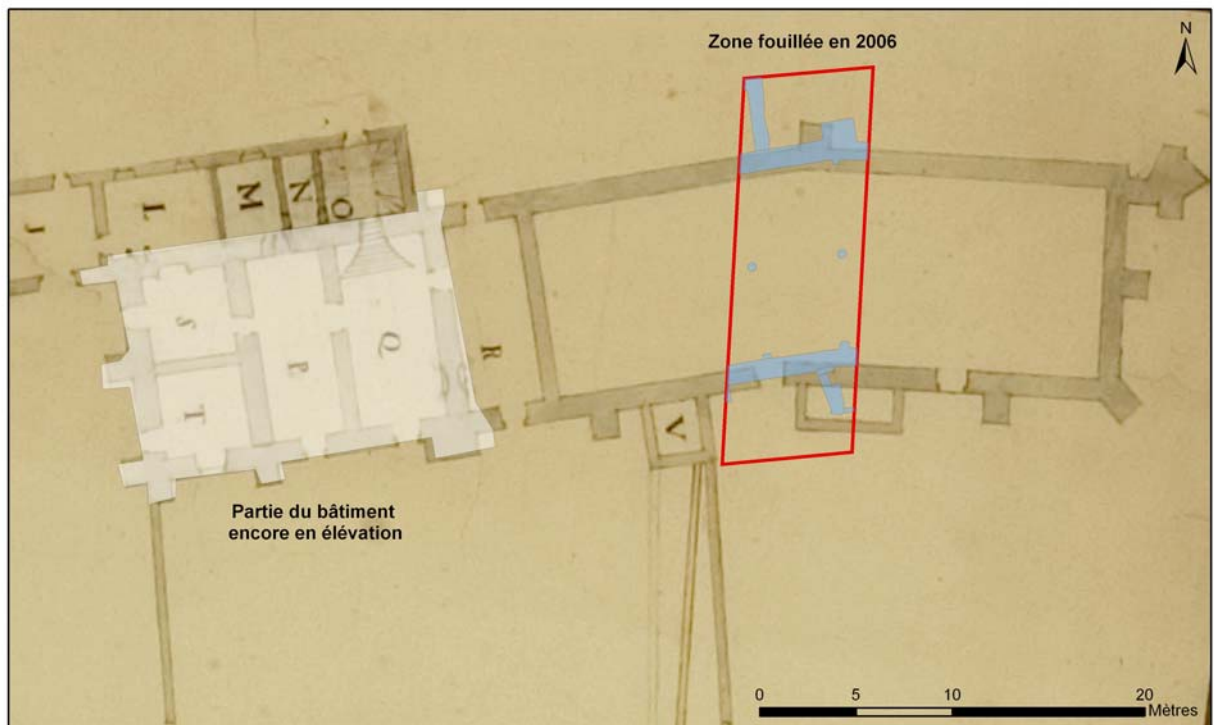 Zone fouillée en 2006
N
L
M
N
O
J
S
P
Q
R
T
V
Partie du bâtiment
encore en élévation
0 5 10 20
Mètres